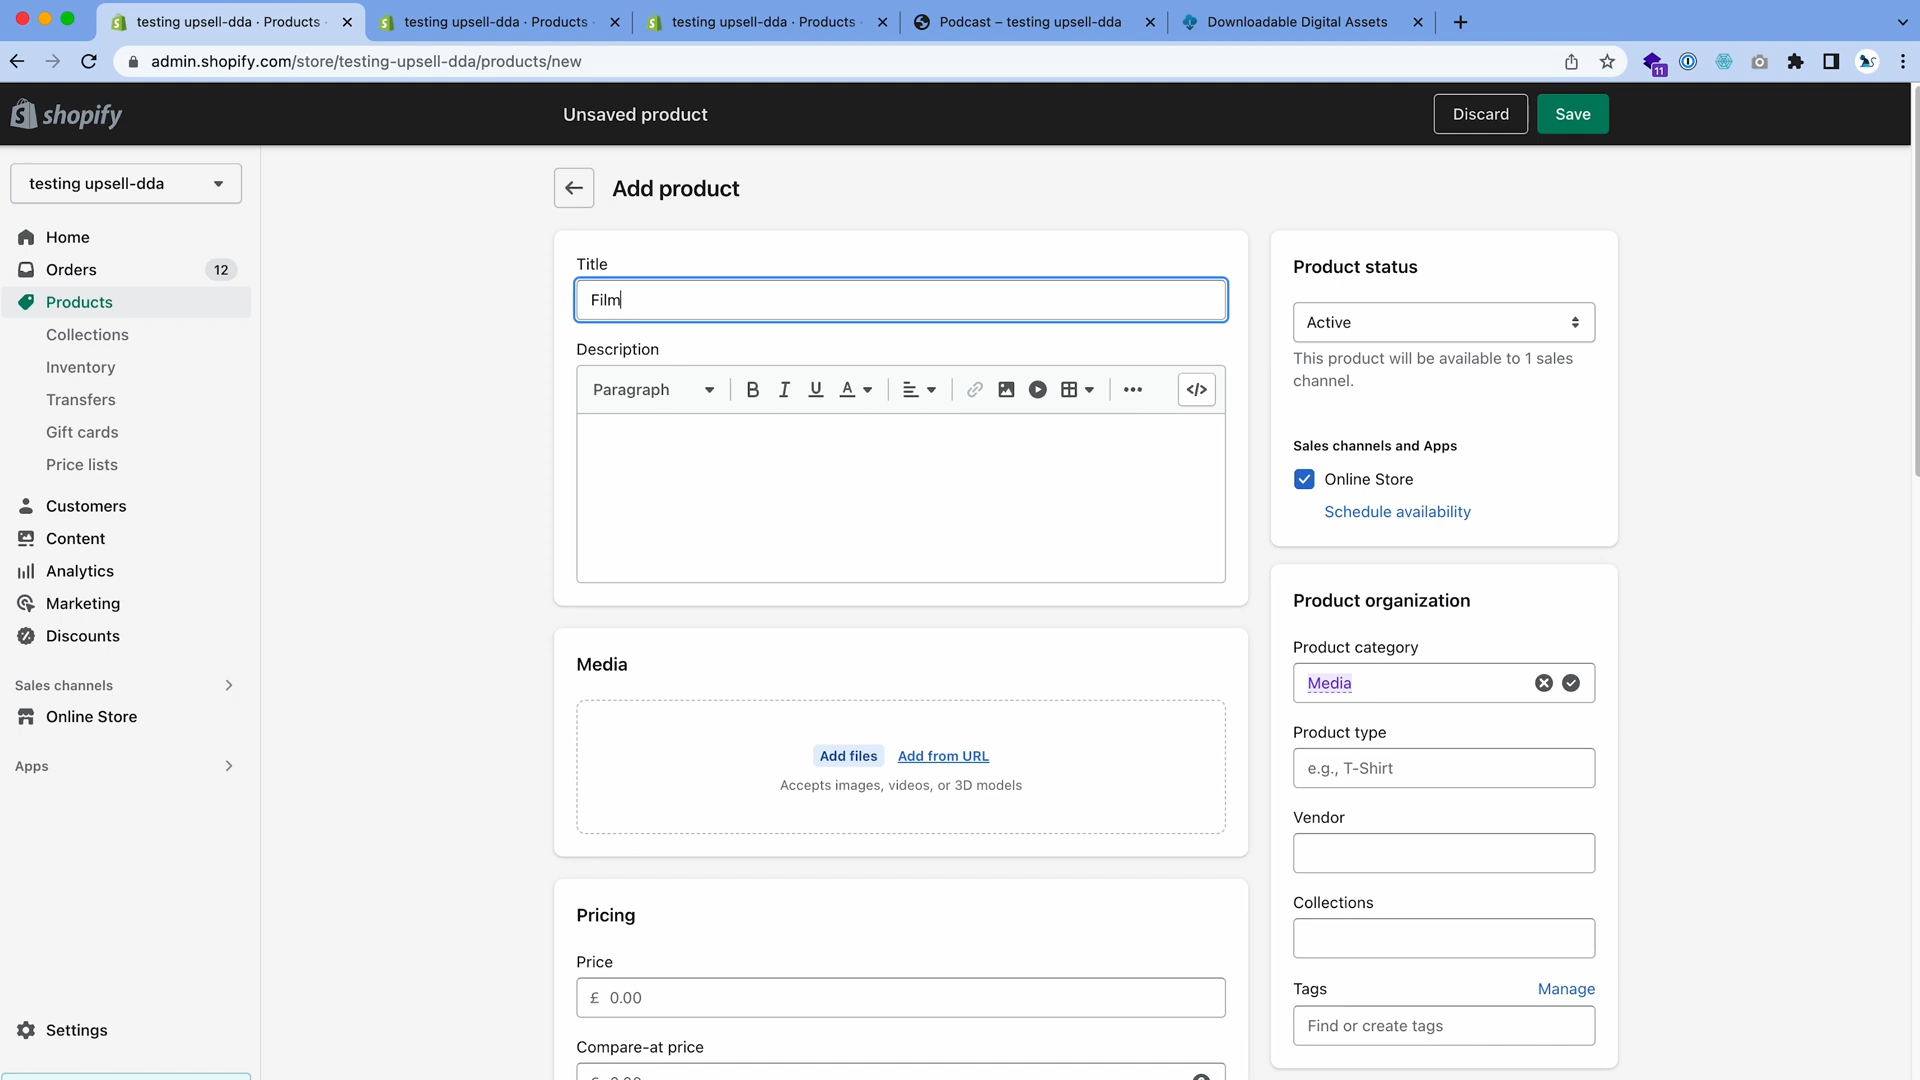 testing upsell-dda · Products ·
testing upsell-dda · Products ·
testing upsell-dda · Products ·
Podcast – testing upsell-dda
Downloadable Digital Assets
admin.shopify.com/store/testing-upsell-dda/products/new
11
shopify
Unsaved product
Discard
Save
testing upsell-dda
Home
Orders
12
Products
Collections
Inventory
Transfers
Gift cards
Price lists
Customers
Content
Analytics
Marketing
Discounts
Sales channels
Online Store
Apps
Settings
Add product
Title
Film
Description
Paragraph
B I U A
</>
Media
Add files Add from URL
Accepts images, videos, or 3D models
Pricing
Price
£ 0.00
Compare-at price
£ 0.00
Product status
Active
This product will be available to 1 sales
channel.
Sales channels and Apps
Online Store
Schedule availability
Product organization
Product category
Media
Product type
e.g., T-Shirt
Vendor
Collections
Tags
Manage
Find or create tags